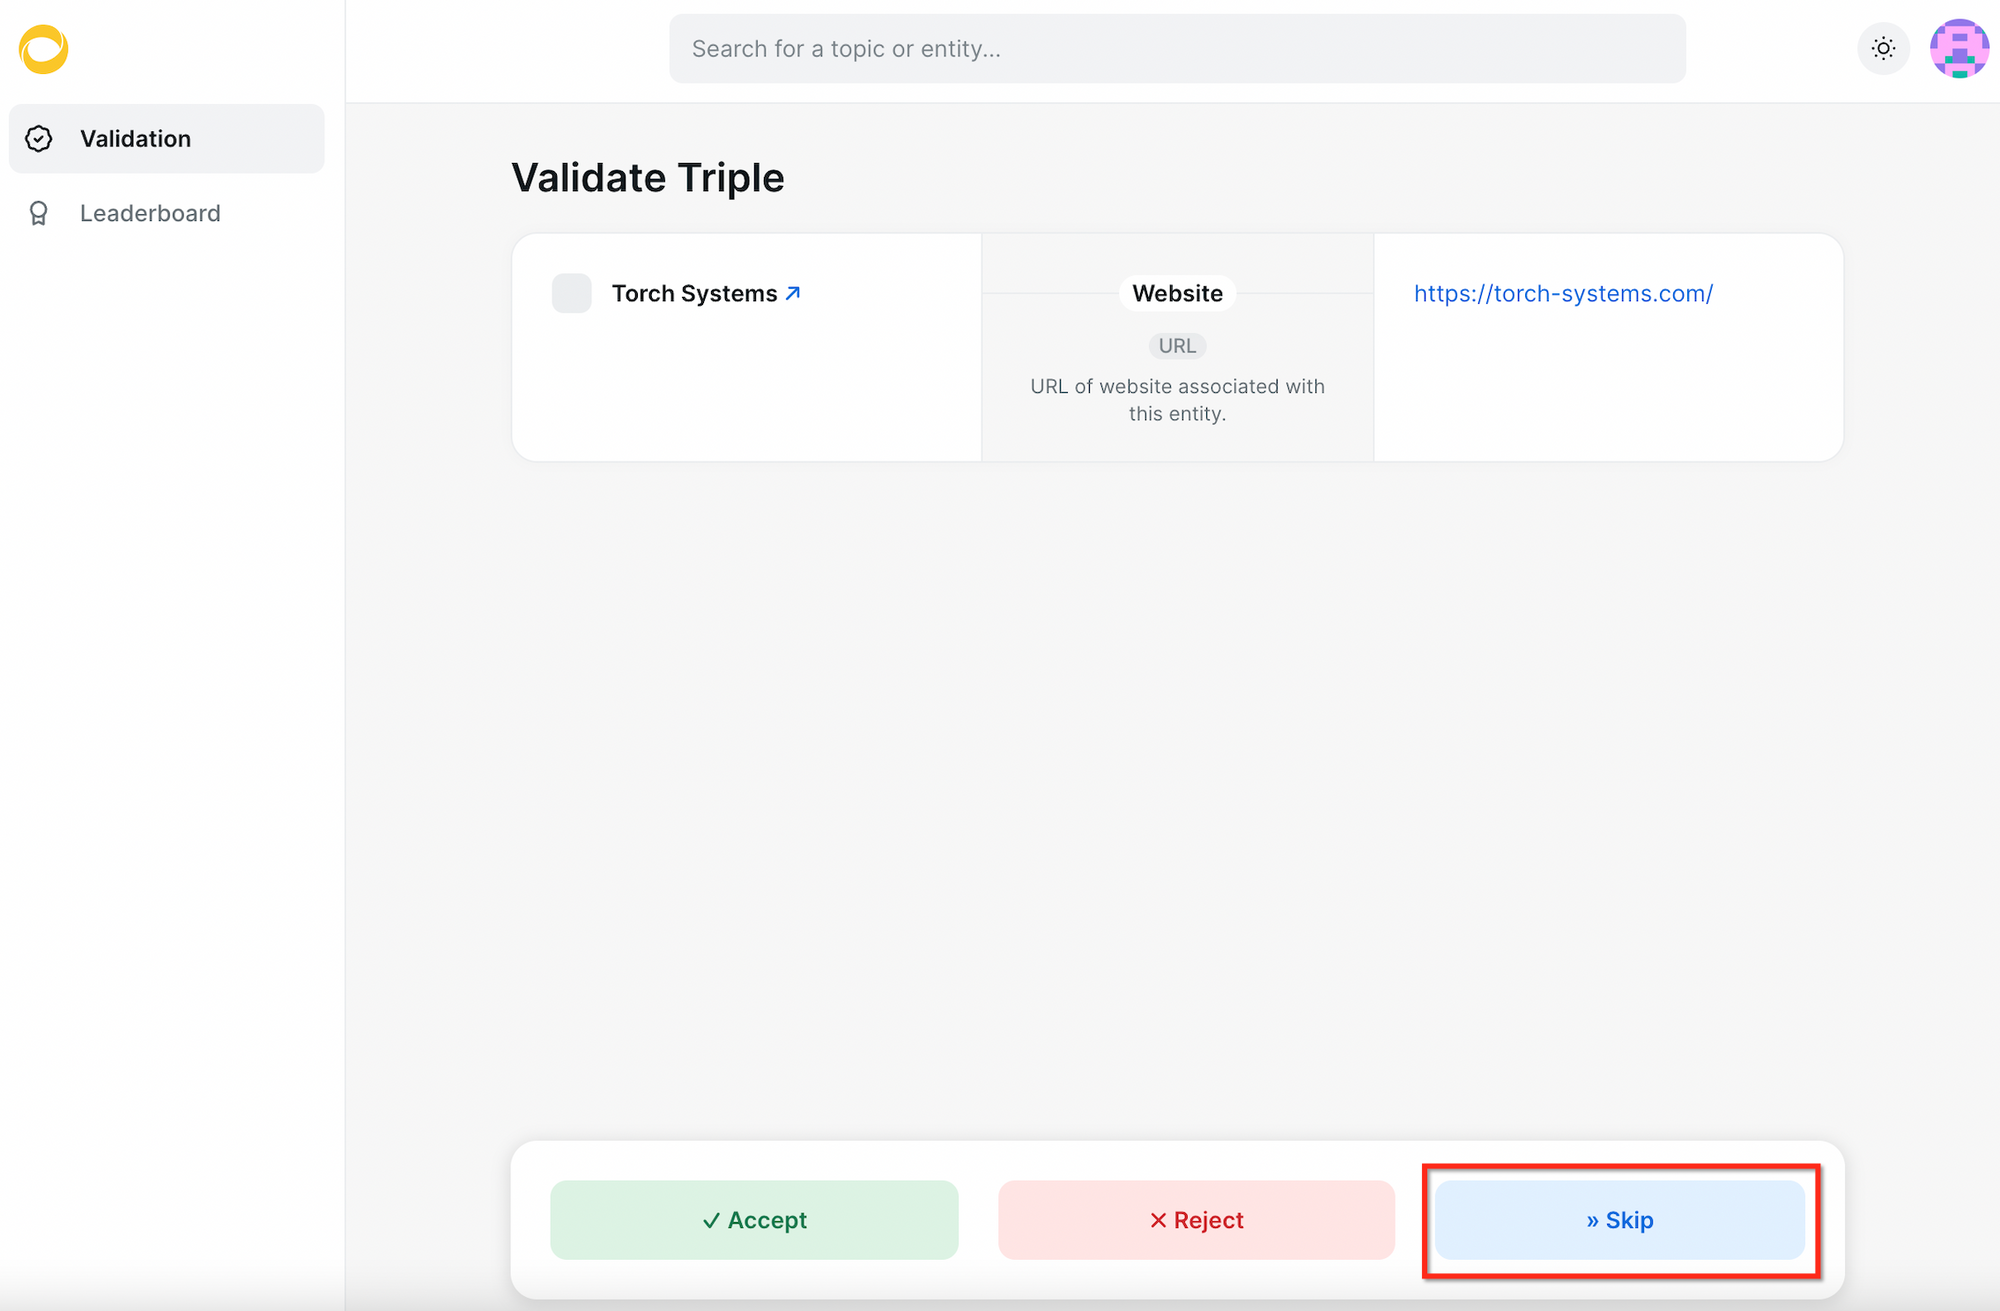 Search for a topic or entity...
Validation
Leaderboard
Validate Triple
Torch Systems
Website
https://torch-systems.com/
URL
URL of website associated with
this entity.
Accept
Reject
» Skip